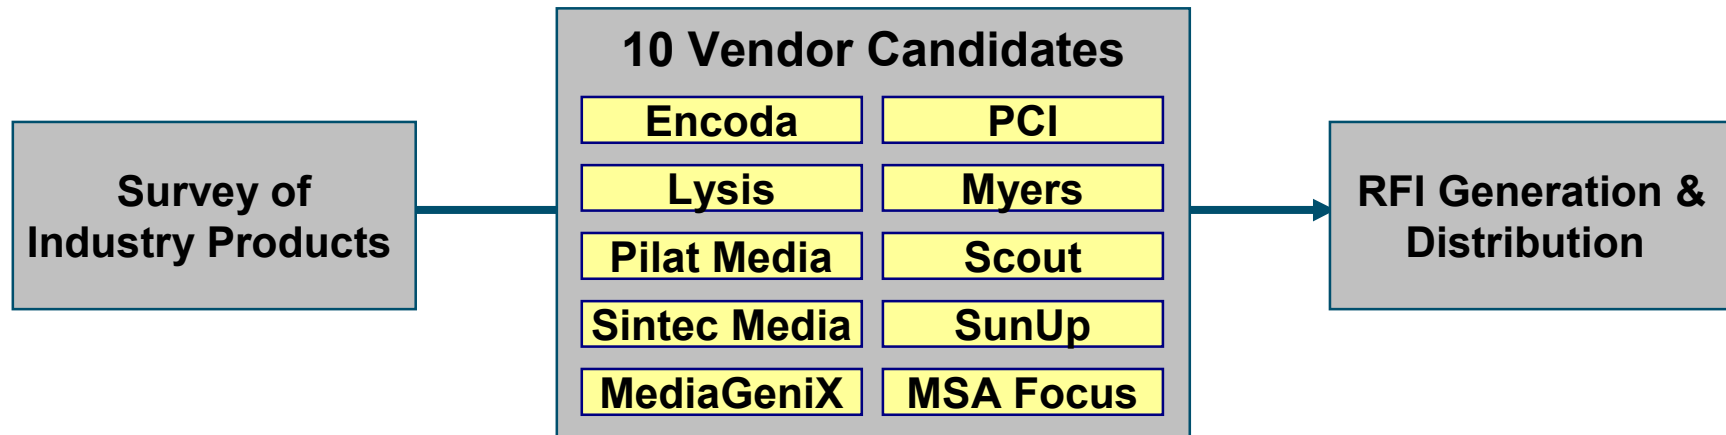 Survey of
Industry Products
10 Vendor Candidates
Encoda
PCI
Lysis
Myers
Pilat Media
Scout
Sintec Media
SunUp
MediaGeniX
MSA Focus
RFI Generation &
Distribution